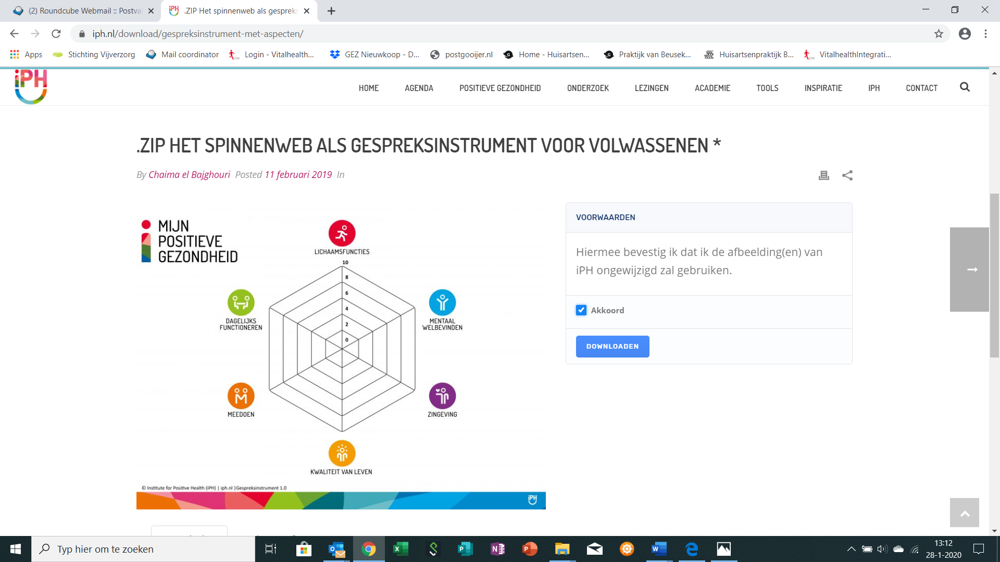 (2) Roundcube Webmail :: Postva
.ZIP Het spinnenweb als gespreks
iph.nl/download/gespreksinstrument-met-aspecten/
Apps
Stichting Vijverzorg
Mail coordinator
Login - Vitalhealth...
GEZ Nieuwkoop - D...
postgooijer.nl
Home - Huisartsen...
Praktijk van Beusek...
Huisartsenpraktijk B...
VitalhealthIntegrati...
iPH
HOME
AGENDA
POSITIEVE GEZONDHEID
ONDERZOEK
LEZINGEN
ACADEMIE
TOOLS
INSPIRATIE
IPH
CONTACT
.ZIP HET SPINNENWEB ALS GESPREKSINSTRUMENT VOOR VOLWASSENEN *
By Chaima el Bajghouri Posted 11 februari 2019 In
MIJN
POSITIEVE
GEZONDHEID
LICHAAMSFUNCTIES
10
8
6
4
2
0
DAGELIJKS
FUNCTIONEREN
MENTAAL
WELBEVINDEN
MEEDOEN
ZINGEVING
KWALITEIT VAN LEVEN
© Institute for Positive Health (iPH) | iph.nl |Gespreksinstrument 1.0
iPH
VOORWAARDEN
Hiermee bevestig ik dat ik de afbeelding(en) van
iPH ongewijzigd zal gebruiken.
Akkoord
DOWNLOADEN
Typ hier om te zoeken
13:12
28-1-2020